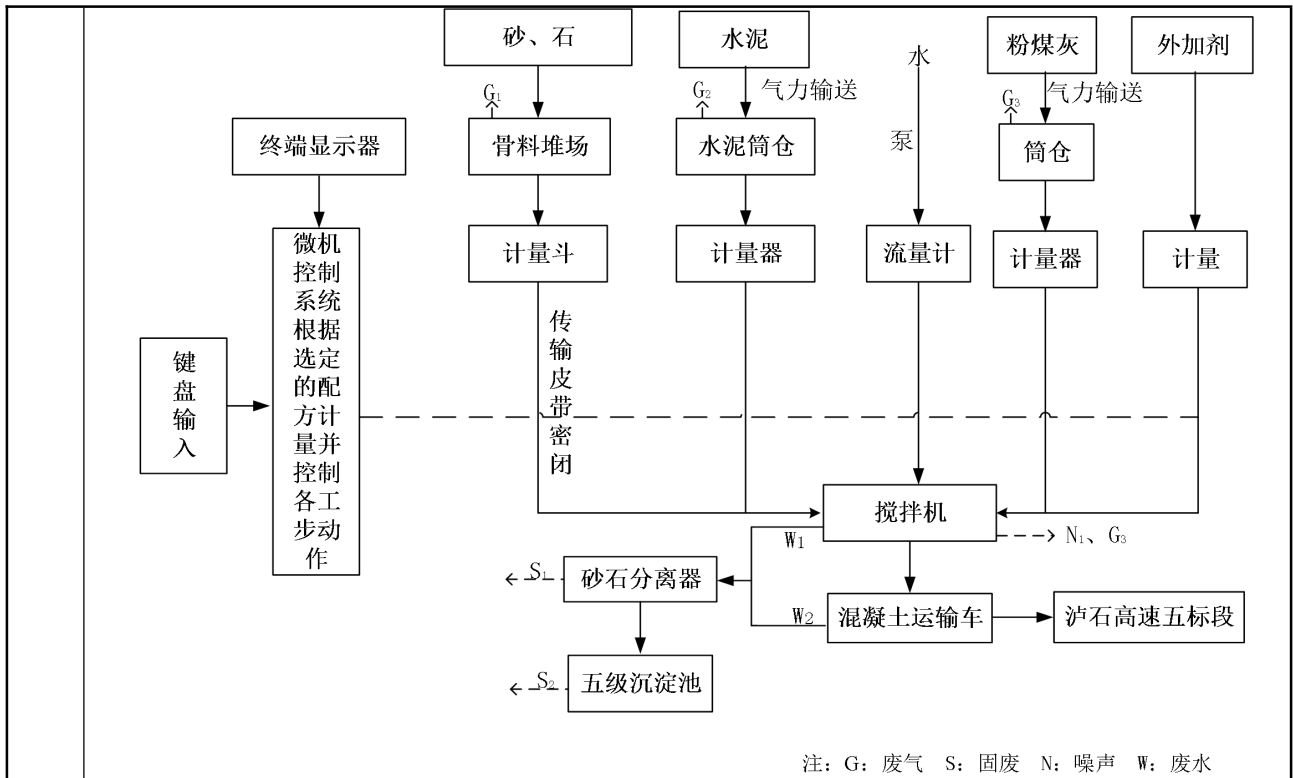 砂、石
水泥
水
粉煤灰
外加剂
G₁
G₂
气力输送
G₃
气力输送
终端显示器
骨料堆场
水泥筒仓
泵
筒仓
微机
控制
系统
根据
选定
的配
方计
量并
控制
各工
步动
作
计量斗
计量器
流量计
计量器
计量
键
盘
输
入
传
输
皮
带
密
闭
搅拌机
W₁
N₁、G₃
S₁
砂石分离器
W₂
混凝土运输车
泸石高速五标段
S₂
五级沉淀池
注：G：废气 S：固废 N：噪声 W：废水